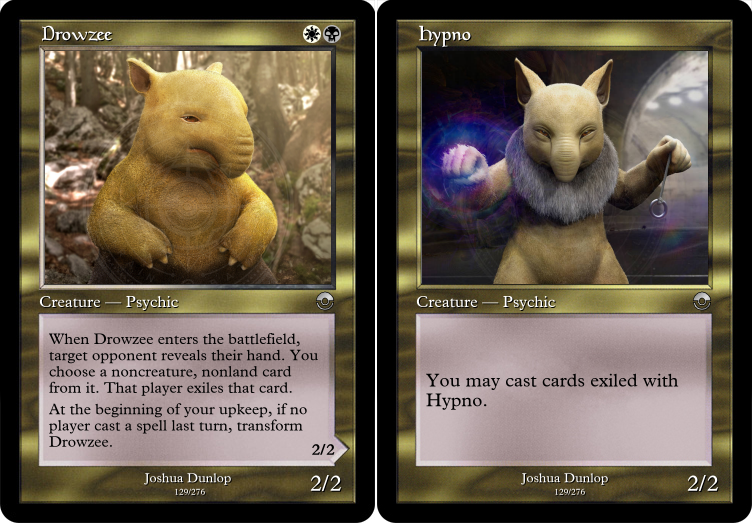 Drowzee
Creature — Psychic
When Drowzee enters the battlefield,
target opponent reveals their hand. You
choose a noncreature, nonland card
from it. That player exiles that card.
At the beginning of your upkeep, if no
player cast a spell last turn, transform
Drowzee.
2/2
Joshua Dunlop
129/276
2/2
Hypno
Creature — Psychic
You may cast cards exiled with
Hypno.
Joshua Dunlop
129/276
2/2